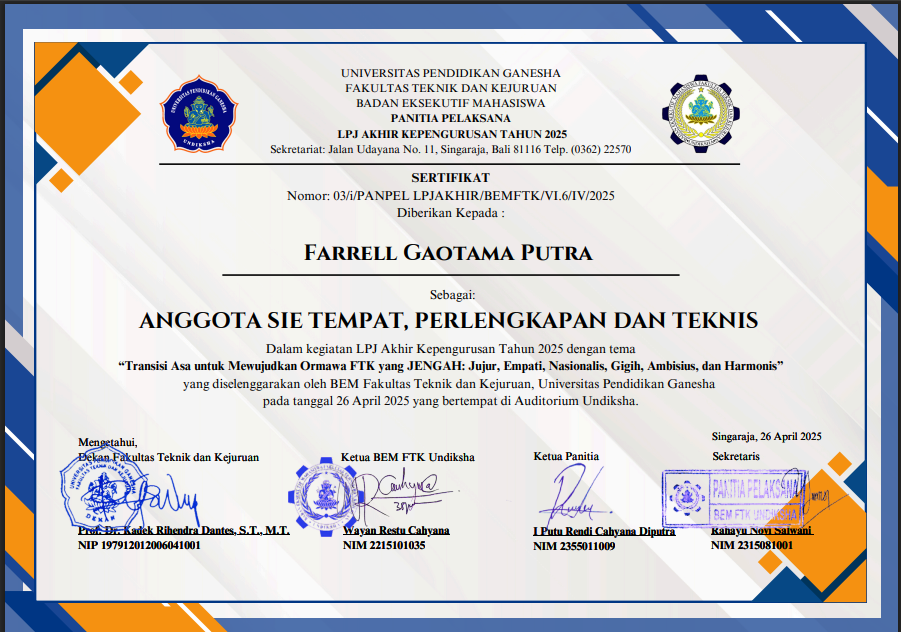 UNIVERSITAS PENDIDIKAN GANESHA
FAKULTAS TEKNIK DAN KEJURUAN
BADAN EKSEKUTIF MAHASISWA
PANITIA PELAKSANA
LPJ AKHIR KEPENGURUSAN TAHUN 2025
Sekretariat: Jalan Udayana No. 11, Singaraja, Bali 81116 Telp. (0362) 22570
UNIVERSITAS PENDIDIKAN GANESHA
UNDIKSHA
SERTIFIKAT
Nomor: 03/i/PANPEL LPJAKHIR/BEMFTK/VI.6/IV/2025
Diberikan Kepada :
FARRELL GAOTAMA PUTRA
Sebagai:
ANGGOTA SIE TEMPAT, PERLENGKAPAN DAN TEKNIS
Dalam kegiatan LPJ Akhir Kepengurusan Tahun 2025 dengan tema
“Transisi Asa untuk Mewujudkan Ormawa FTK yang JENGAH: Jujur, Empati, Nasionalis, Gigih, Ambisius, dan Harmonis”
yang diselenggarakan oleh BEM Fakultas Teknik dan Kejuruan, Universitas Pendidikan Ganesha
pada tanggal 26 April 2025 yang bertempat di Auditorium Undiksha.
Mengetahui,
Dekan Fakultas Teknik dan Kejuruan
DEKAN
Prof. Dr. Kadek Rihendra Dantes, S.T., M.T.
NIP 197912012006041001
Ketua BEM FTK Undiksha
Wayan Restu Cahyana
NIM 2215101035
Ketua Panitia
I Putu Rendi Cahyana Diputra
NIM 2355011009
Singaraja, 26 April 2025
Sekretaris
PANITIA PELAKSANA
BEM FTK UNDIKSHA
Rahayu Novi Satwani
NIM 2315081001